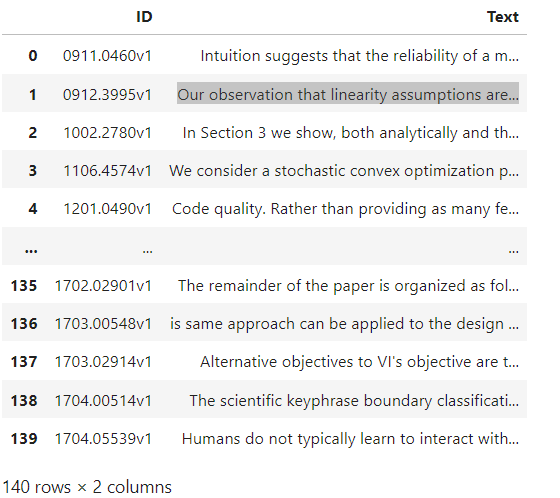 ID Text
0 0911.0460v1 Intuition suggests that the reliability of a m...
1 0912.3995v1 Our observation that linearity assumptions are...
2 1002.2780v1 In Section 3 we show, both analytically and th...
3 1106.4574v1 We consider a stochastic convex optimization p...
4 1201.0490v1 Code quality. Rather than providing as many fe...
... ... ...
135 1702.02901v1 The remainder of the paper is organized as fol...
136 1703.00548v1 is same approach can be applied to the design ...
137 1703.02914v1 Alternative objectives to VI's objective are t...
138 1704.00514v1 The scientific keyphrase boundary classificati...
139 1704.05539v1 Humans do not typically learn to interact with...
140 rows × 2 columns